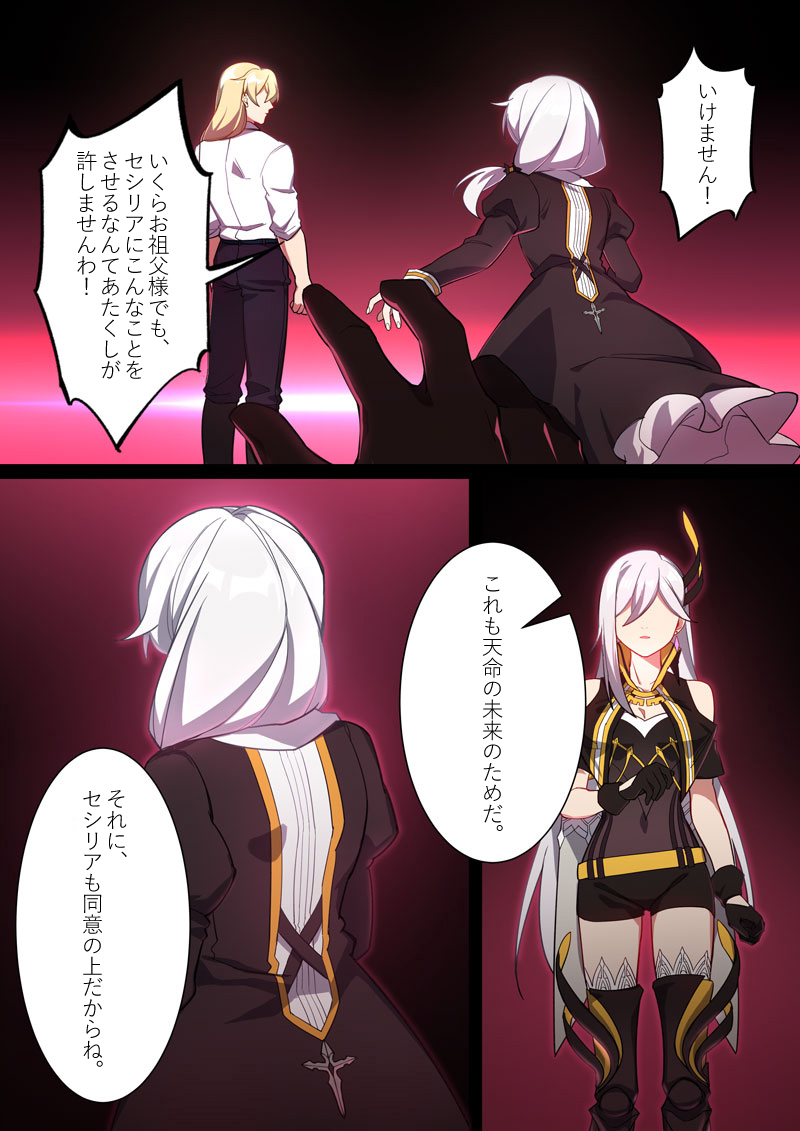 いけません！
いくらお祖父様でも、
セシリアにこんなことを
させるなんてあたくしが
許しませんわ！
これも天命の未来のためだ。
それに、
セシリアも同意の上だからね。